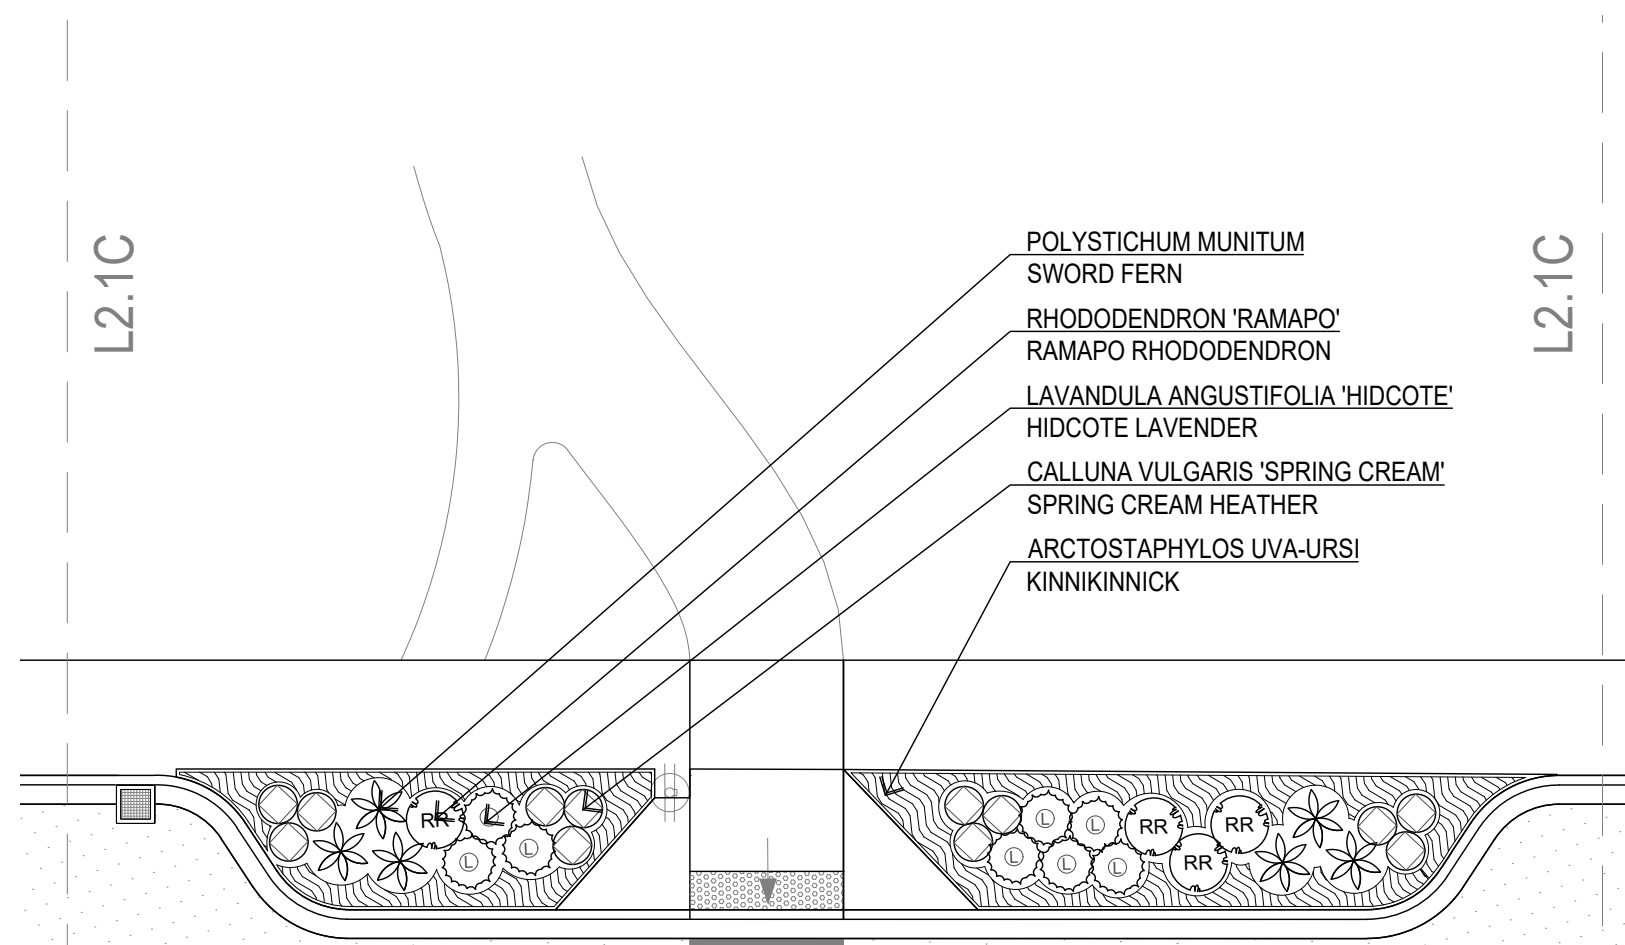 L2.1C
L2.1C
POLYSTICHUM MUNITUM
SWORD FERN
RHODODENDRON 'RAMAPO'
RAMAPO RHODODENDRON
LAVANDULA ANGUSTIFOLIA 'HIDCOTE'
HIDCOTE LAVENDER
CALLUNA VULGARIS 'SPRING CREAM'
SPRING CREAM HEATHER
ARCTOSTAPHYLOS UVA-URSI
KINNIKINNICK
RR
L
L
L
L
L
L
L
L
RR
RR
RR